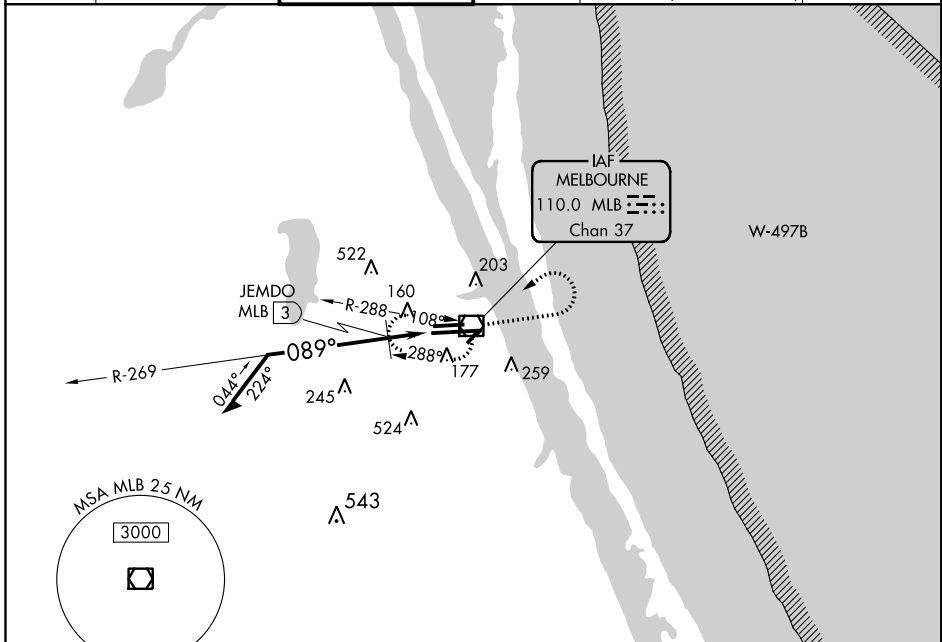 IAF
MELBOURNE
110.0 MLB
Chan 37
W-497B
522
203
JEMDO
MLB 3
160
R-288
108°
089°
288°
177
259
R-269
044°
224°
245
524
543
MSA MLB 25 NM
3000